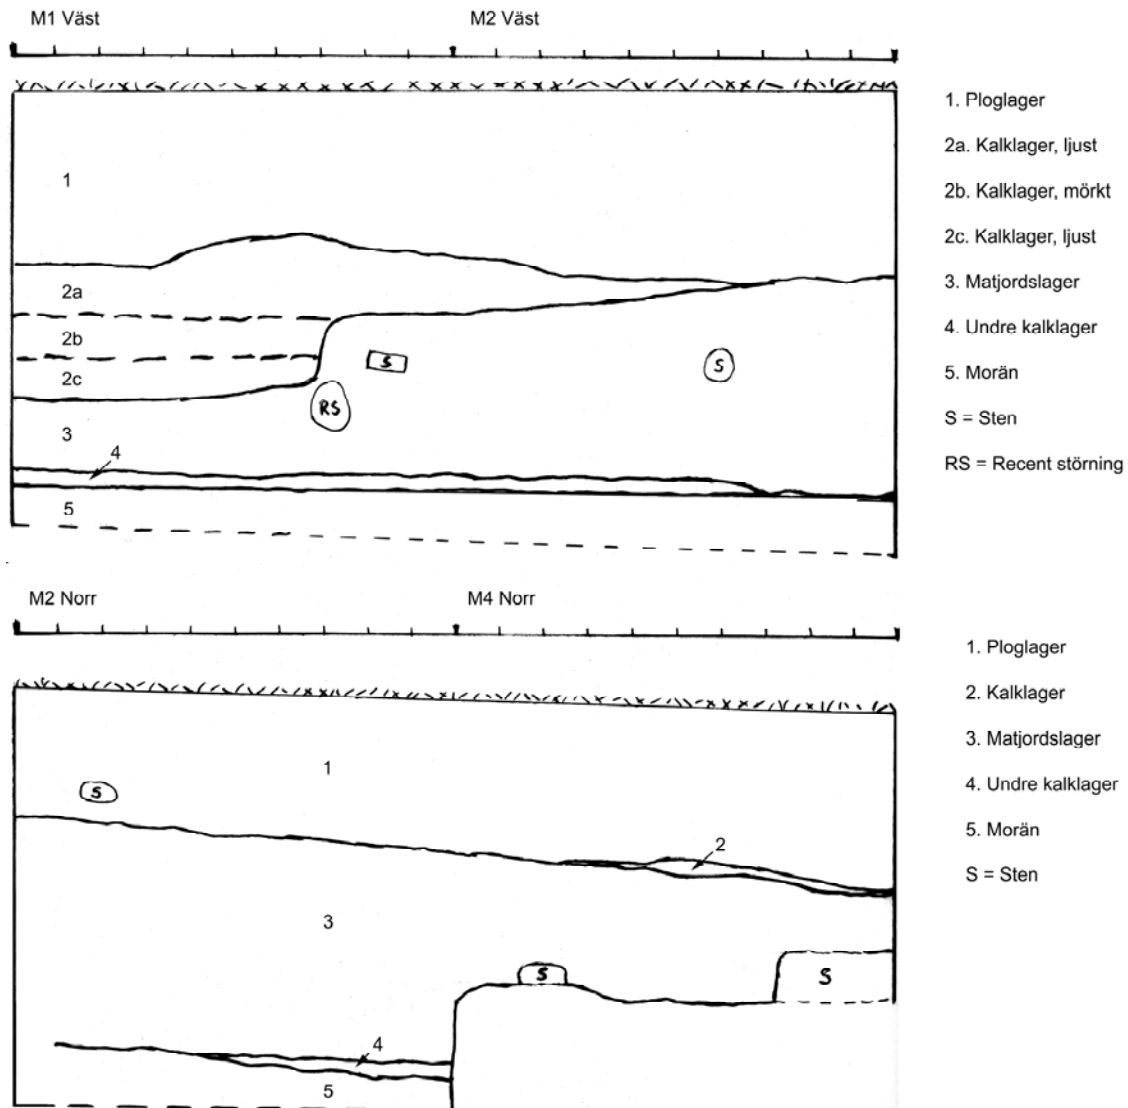 M1 Väst M2 Väst
1
2a
2b
2c
3
4
5
S
S
RS
1. Ploglager
2a. Kalklager, ljust
2b. Kalklager, mörkt
2c. Kalklager, ljust
3. Matjordslager
4. Undre kalklager
5. Morän
S = Sten
RS = Recent störning
M2 Norr M4 Norr
1
S
2
3
S
S
4
5
1. Ploglager
2. Kalklager
3. Matjordslager
4. Undre kalklager
5. Morän
S = Sten